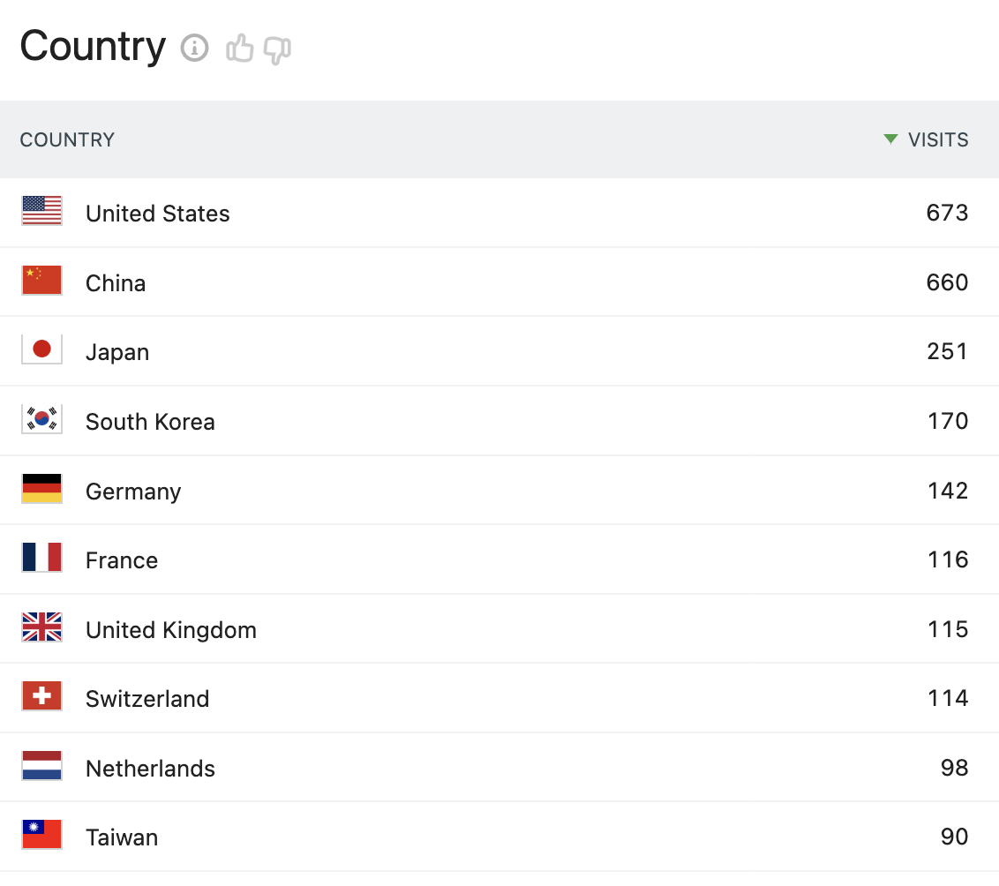 Country
COUNTRY VISITS
United States 673
China 660
Japan 251
South Korea 170
Germany 142
France 116
United Kingdom 115
Switzerland 114
Netherlands 98
Taiwan 90